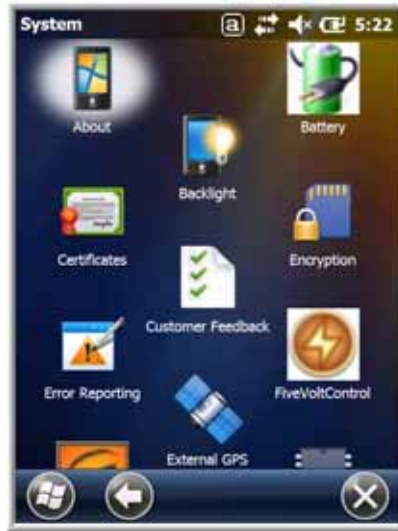 System a 5:22
About
Battery
Backlight
Certificates
Encryption
Customer Feedback
Error Reporting
FiveVoltControl
External GPS